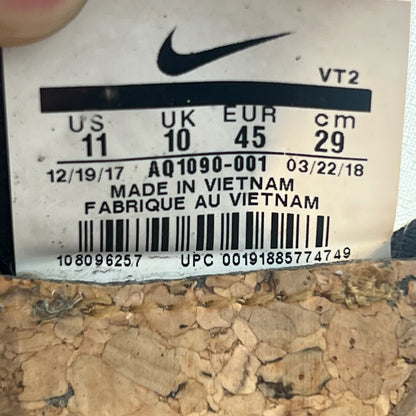 VT2
US UK EUR cm
11 10 45 29
12/19/17 AQ1090-001 03/22/18
MADE IN VIETNAM
FABRIQUE AU VIETNAM
108096257 UPC 00191885774749